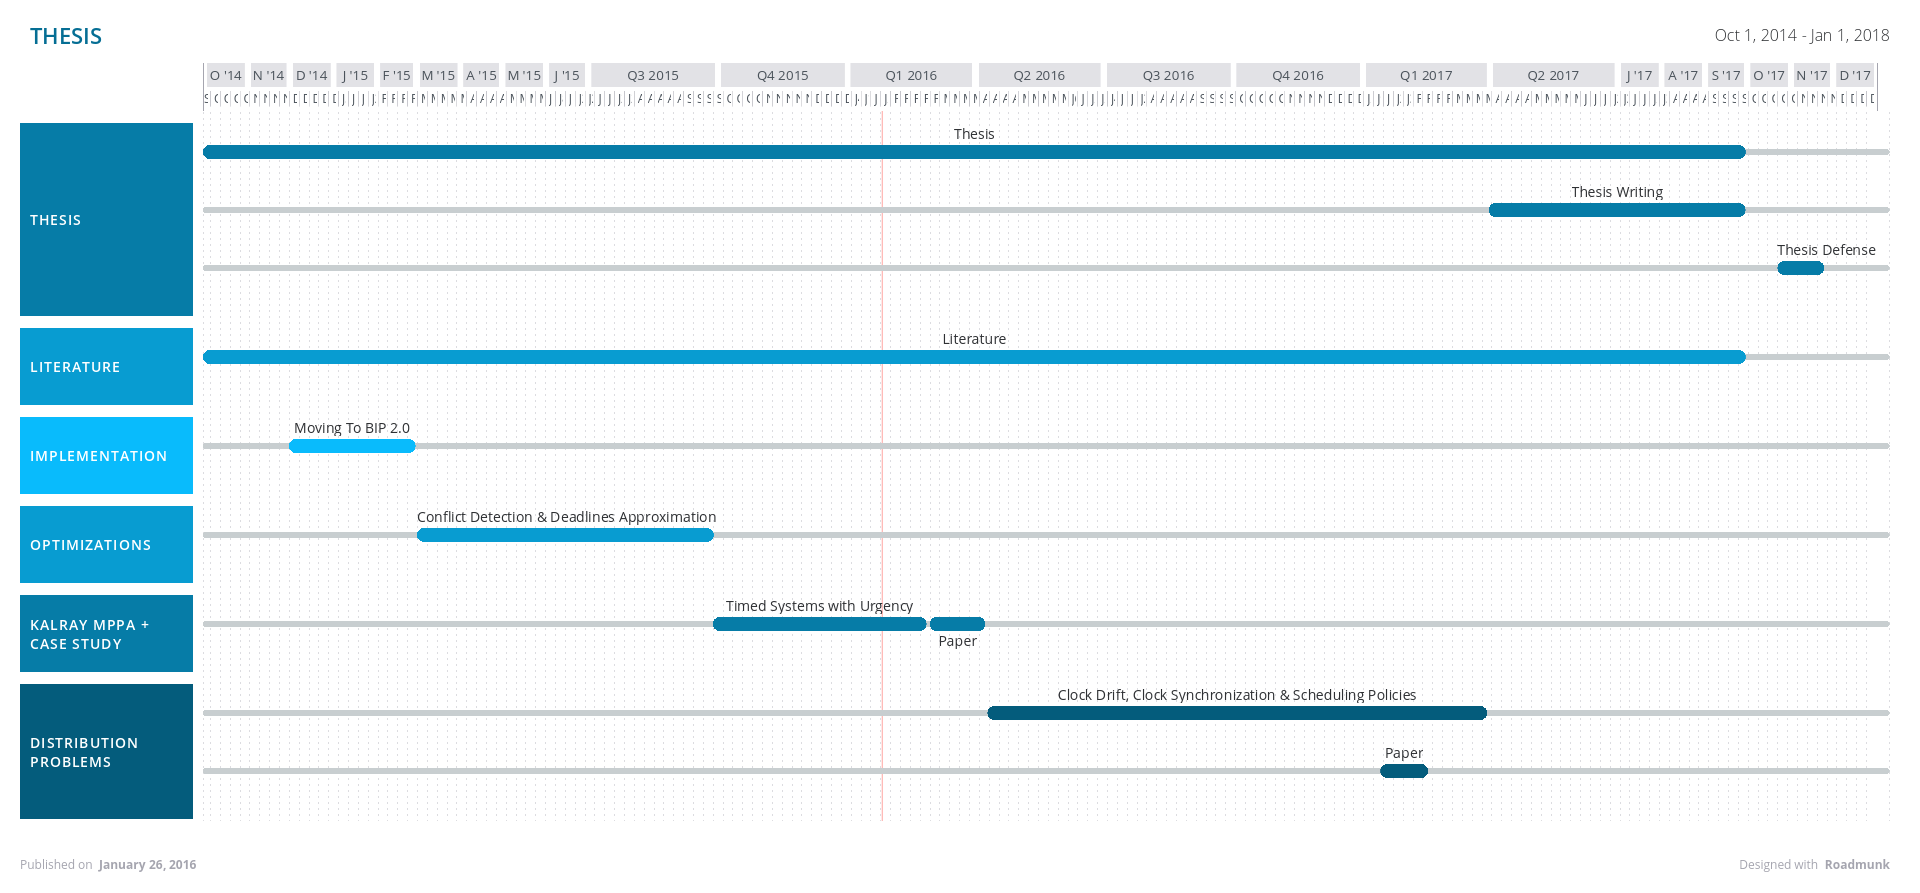 THESIS
Oct 1, 2014 - Jan 1, 2018
O '14 N '14 D '14 J '15 F '15 M '15 A '15 M '15 J '15 Q3 2015 Q4 2015 Q1 2016 Q2 2016 Q3 2016 Q4 2016 Q1 2017 Q2 2017 J '17 A '17 S '17 O '17 N '17 D '17
THESIS
Thesis
Thesis Writing
Thesis Defense
LITERATURE
Literature
IMPLEMENTATION
Moving To BIP 2.0
OPTIMIZATIONS
Conflict Detection & Deadlines Approximation
KALRAY MPPA +
CASE STUDY
Timed Systems with Urgency
Paper
DISTRIBUTION
PROBLEMS
Clock Drift, Clock Synchronization & Scheduling Policies
Paper
Published on January 26, 2016
Designed with Roadmunk